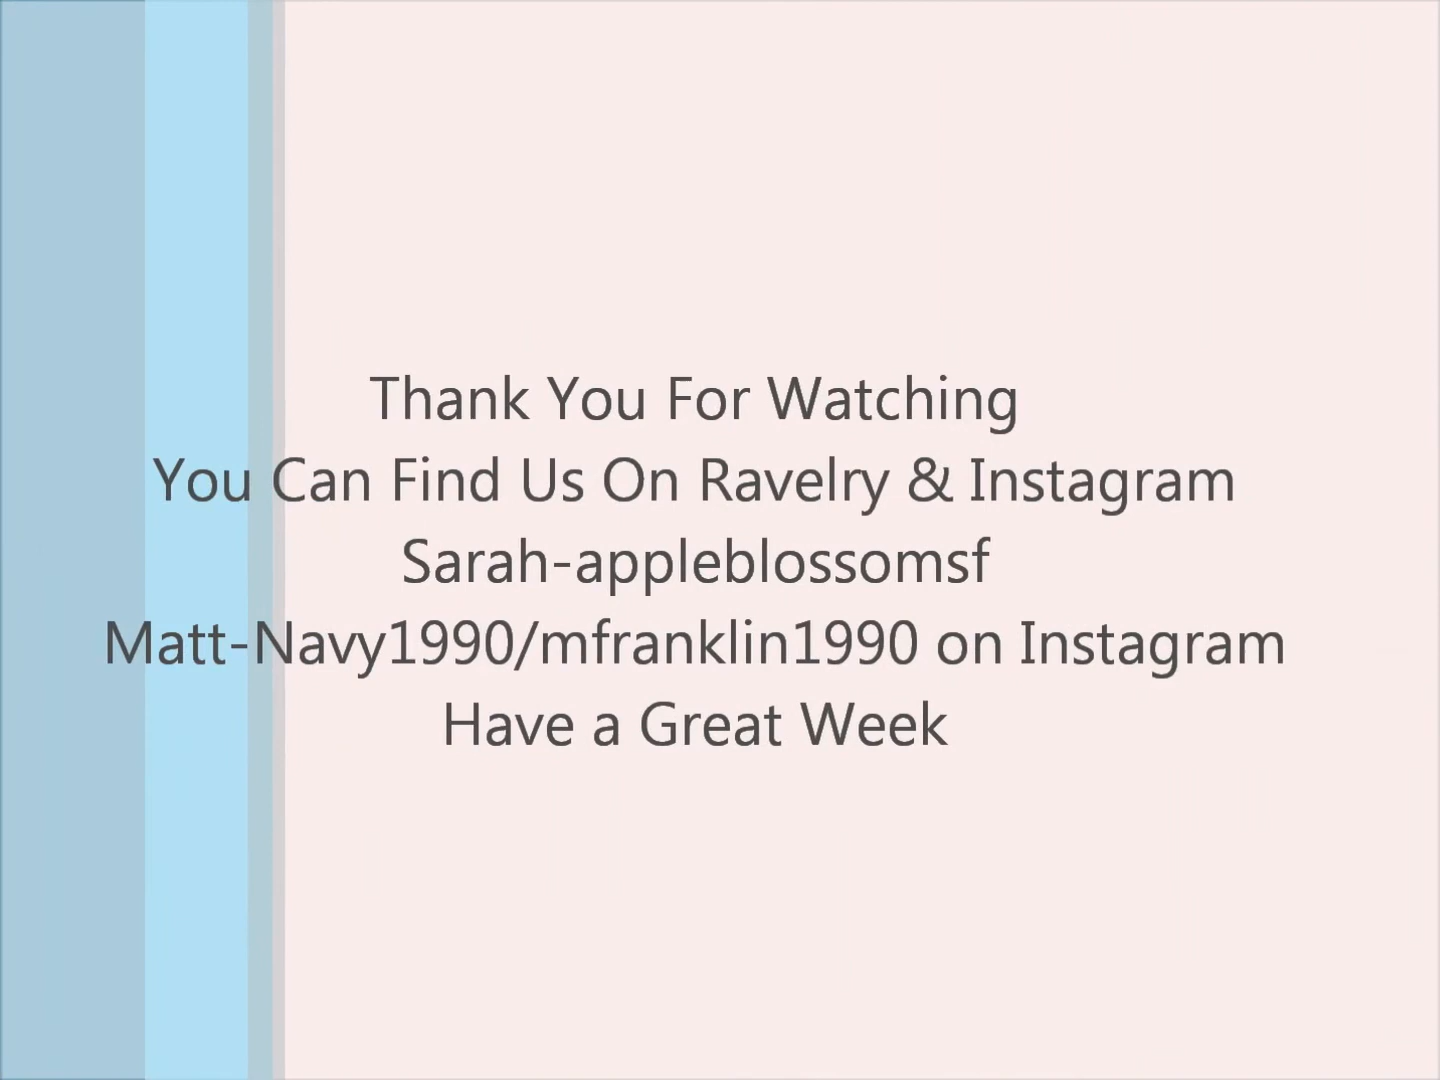 Thank You For Watching
You Can Find Us On Ravelry & Instagram
Sarah-appleblossomsf
Matt-Navy1990/mfranklin1990 on Instagram
Have a Great Week